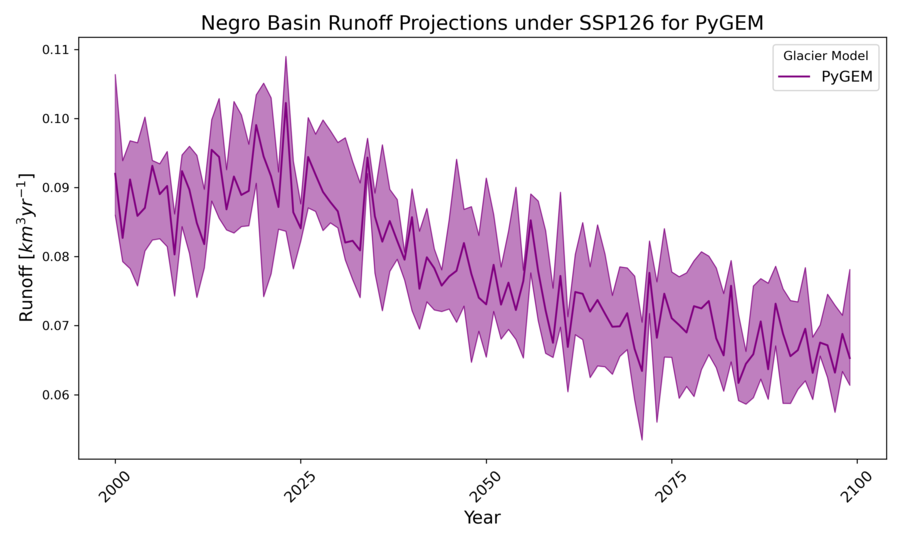 Negro Basin Runoff Projections under SSP126 for PyGEM
Glacier Model
PyGEM
Runoff [km³yr⁻¹]
0.11
0.10
0.09
0.08
0.07
0.06
2000
2025
2050
2075
2100
Year